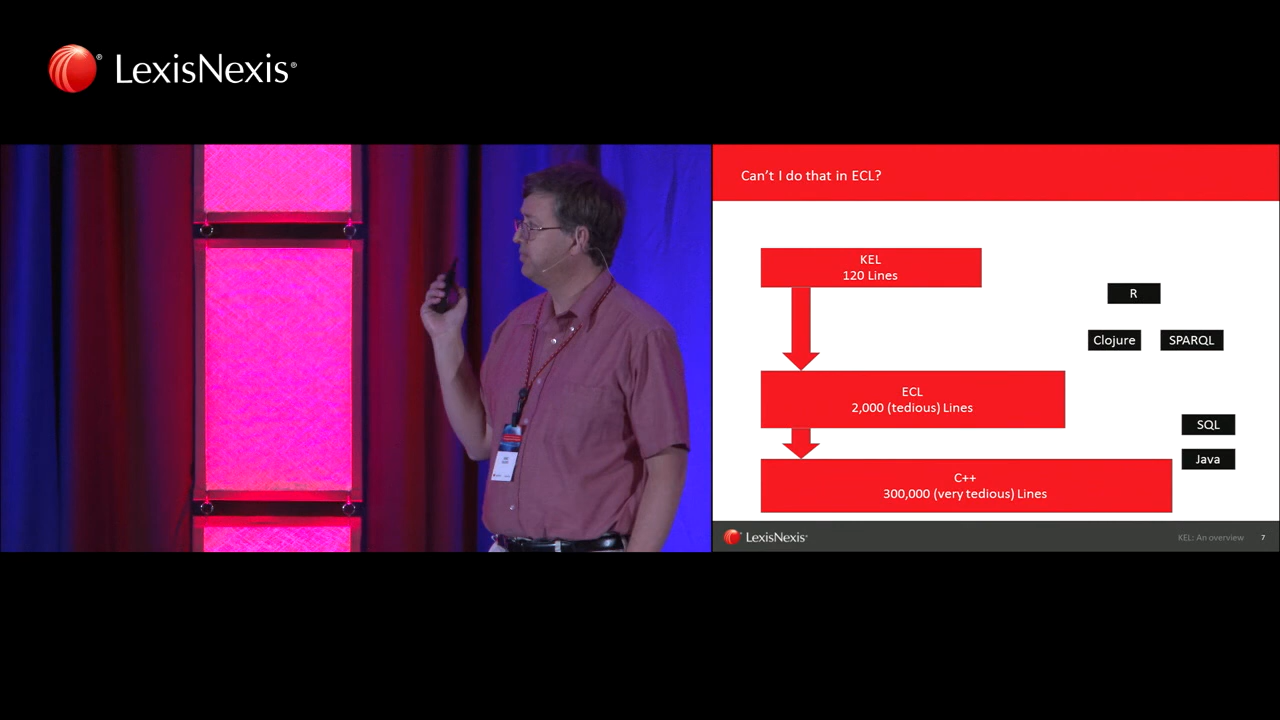 LexisNexis®
Can't I do that in ECL?
KEL
120 Lines
R
Clojure
SPARQL
ECL
2,000 (tedious) Lines
SQL
Java
C++
300,000 (very tedious) Lines
LexisNexis®
KEL: An overview
7